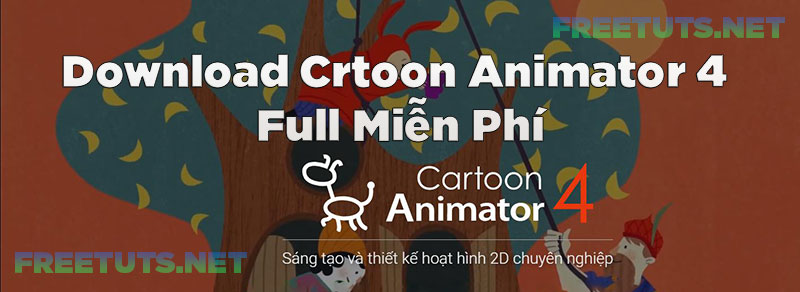 FREETUTS.NET
Download Crtoon Animator 4
Full Miễn Phí
Cartoon
Animator 4
FREETUTS.NET
Sáng tạo và thiết kế hoạt hình 2D chuyên nghiệp